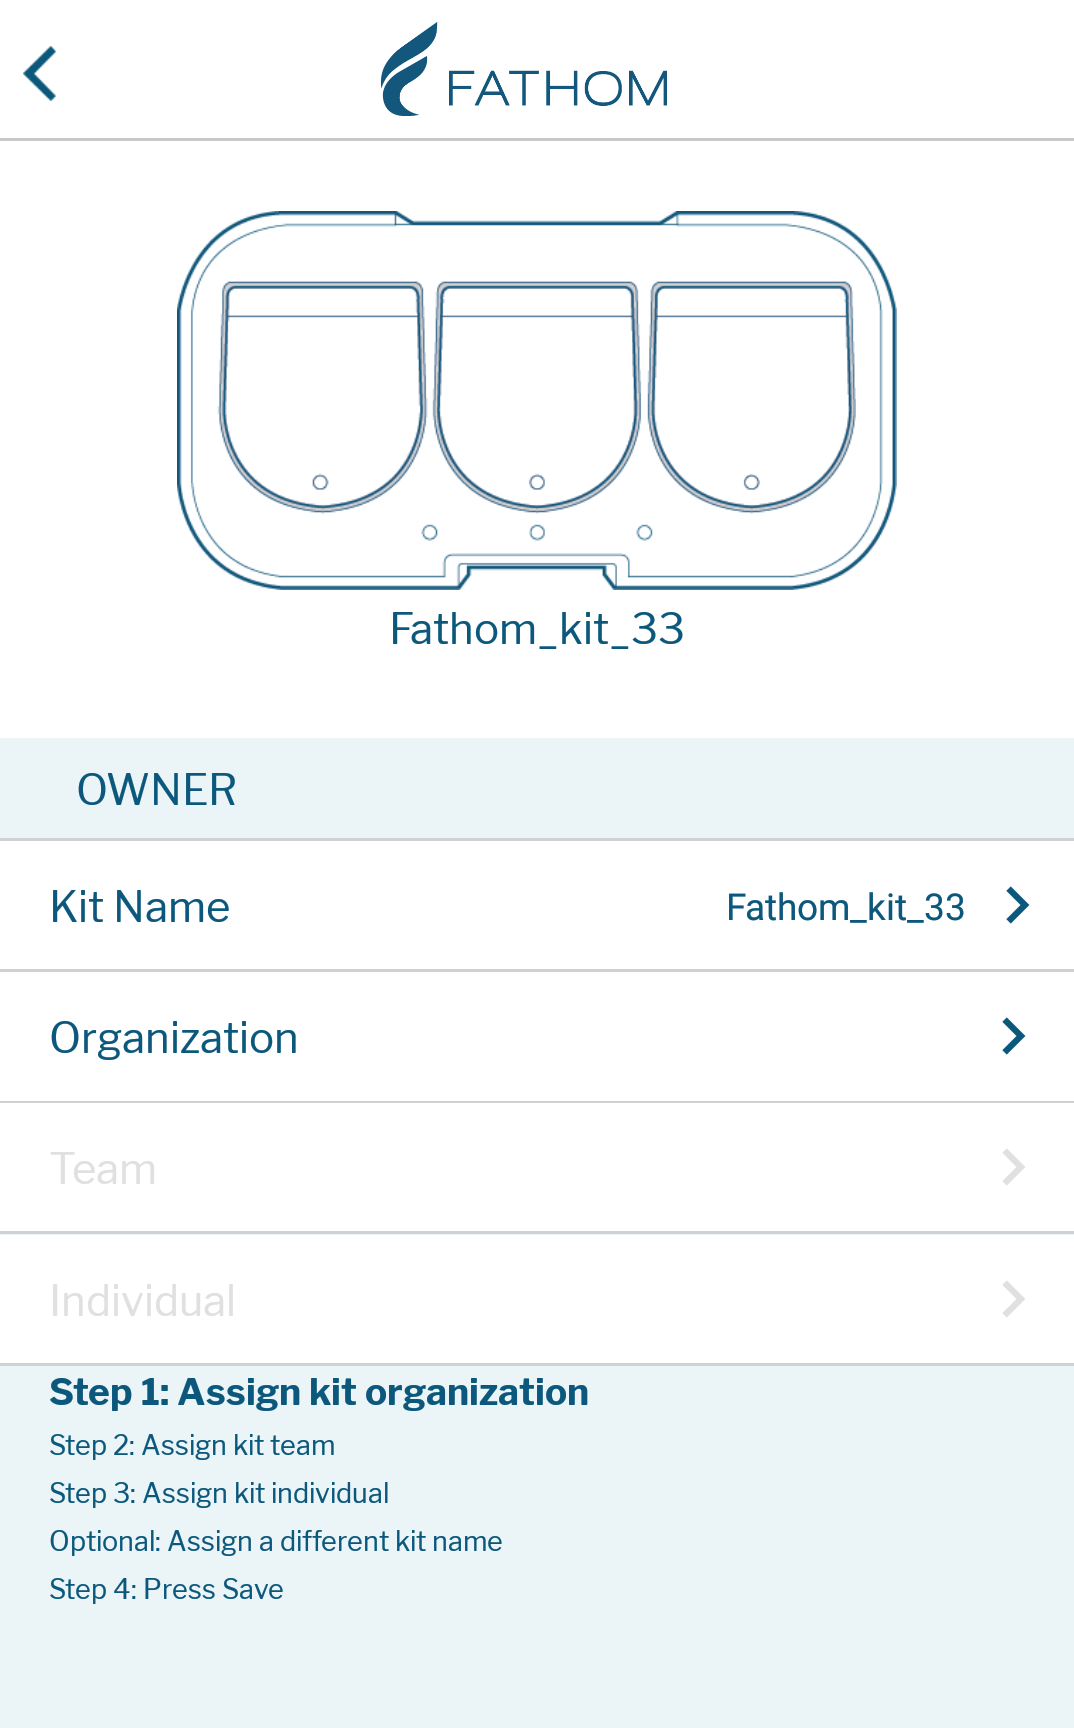 FATHOM
Fathom_kit_33
OWNER
Kit Name Fathom_kit_33
Organization
Team
Individual
Step 1: Assign kit organization
Step 2: Assign kit team
Step 3: Assign kit individual
Optional: Assign a different kit name
Step 4: Press Save